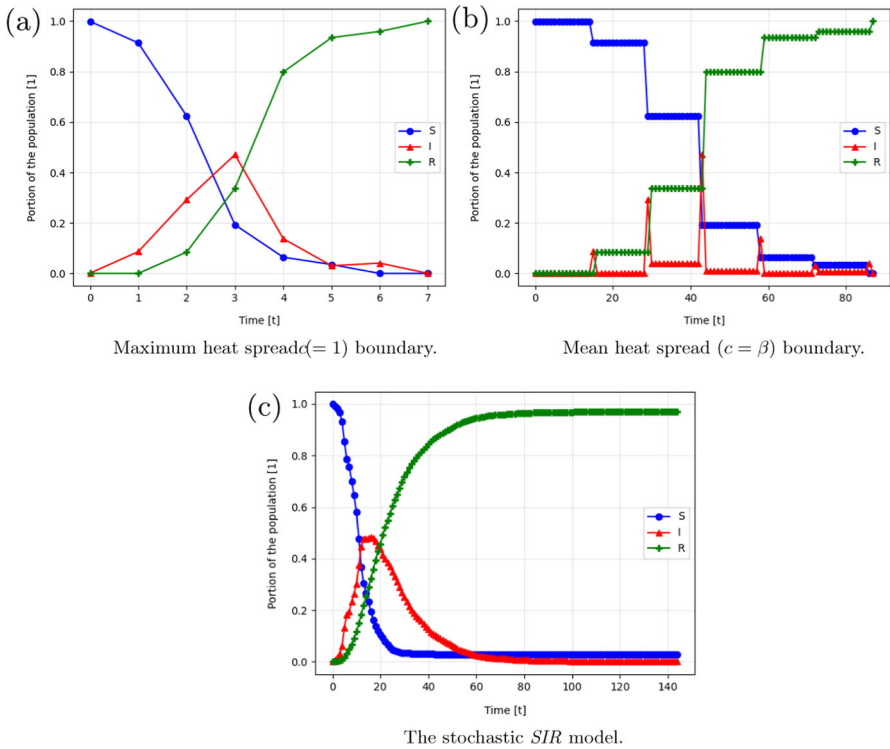 (a)
1.0
0.8
0.6
0.4
0.2
0.0
Portion of the population [1]
S
I
R
0 1 2 3 4 5 6 7
Time [t]
Maximum heat spread(c= 1) boundary.
(b)
1.0
0.8
0.6
0.4
0.2
0.0
Portion of the population [1]
S
I
R
0 20 40 60 80
Time [t]
Mean heat spread (c = β) boundary.
(c)
1.0
0.8
0.6
0.4
0.2
0.0
Portion of the population [1]
S
I
R
0 20 40 60 80 100 120 140
Time [t]
The stochastic SIR model.